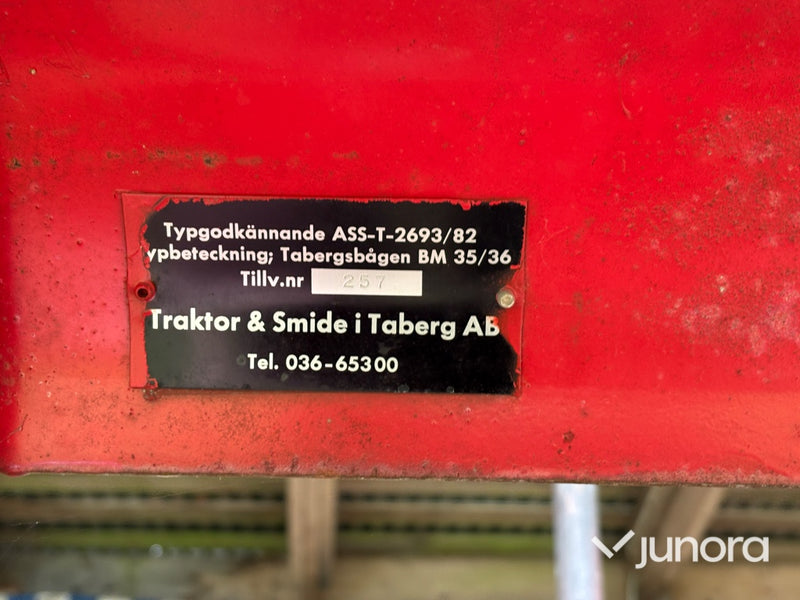 Typgodkännande ASS-T-2693/82
ypbeteckning; Tabergsbågen BM 35/36
Tillv.nr 257
Traktor & Smide i Taberg AB
Tel. 036-65300
junora